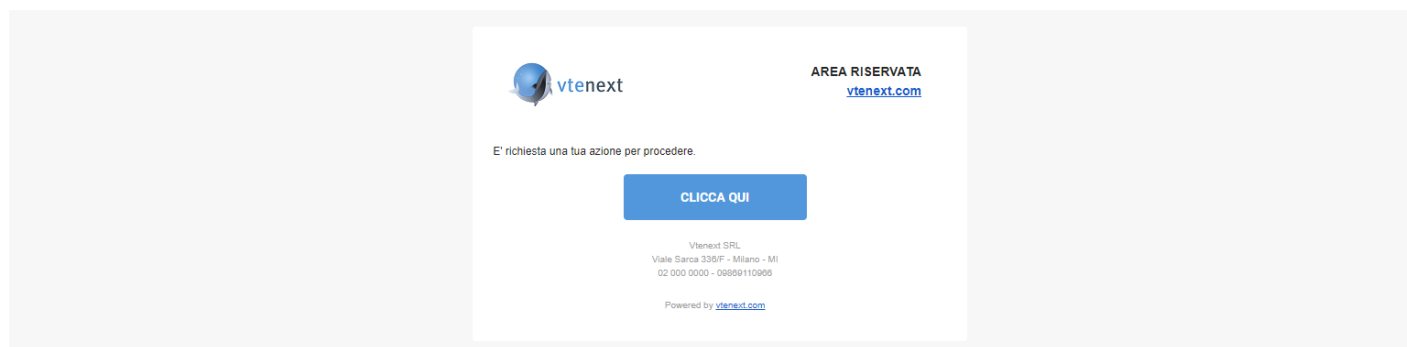 vtenext
AREA RISERVATA
vtenext.com
E' richiesta una tua azione per procedere.
CLICCA QUI
Vtenext SRL
Viale Sarca 336/F - Milano - MI
02 000 0000 - 09869110966
Powered by vtenext.com